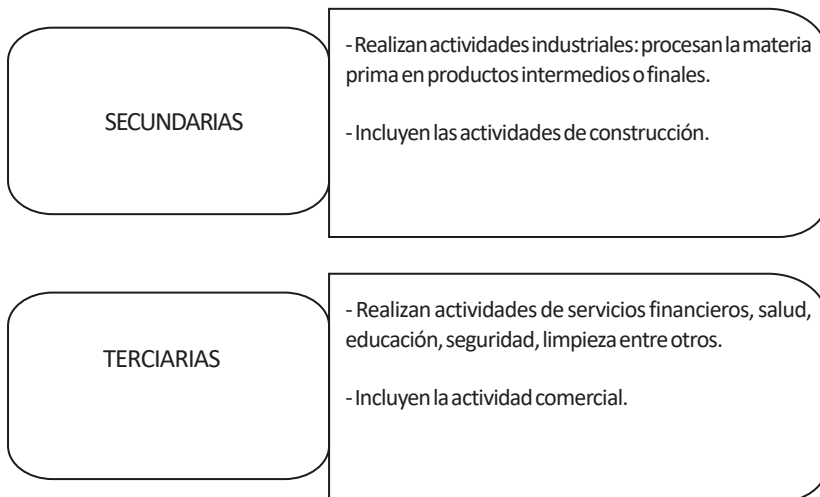 SECUNDARIAS
- Realizan actividades industriales: procesan la materia
prima en productos intermedios o finales.
- Incluyen las actividades de construcción.
TERCIARIAS
- Realizan actividades de servicios financieros, salud,
educación, seguridad, limpieza entre otros.
- Incluyen la actividad comercial.